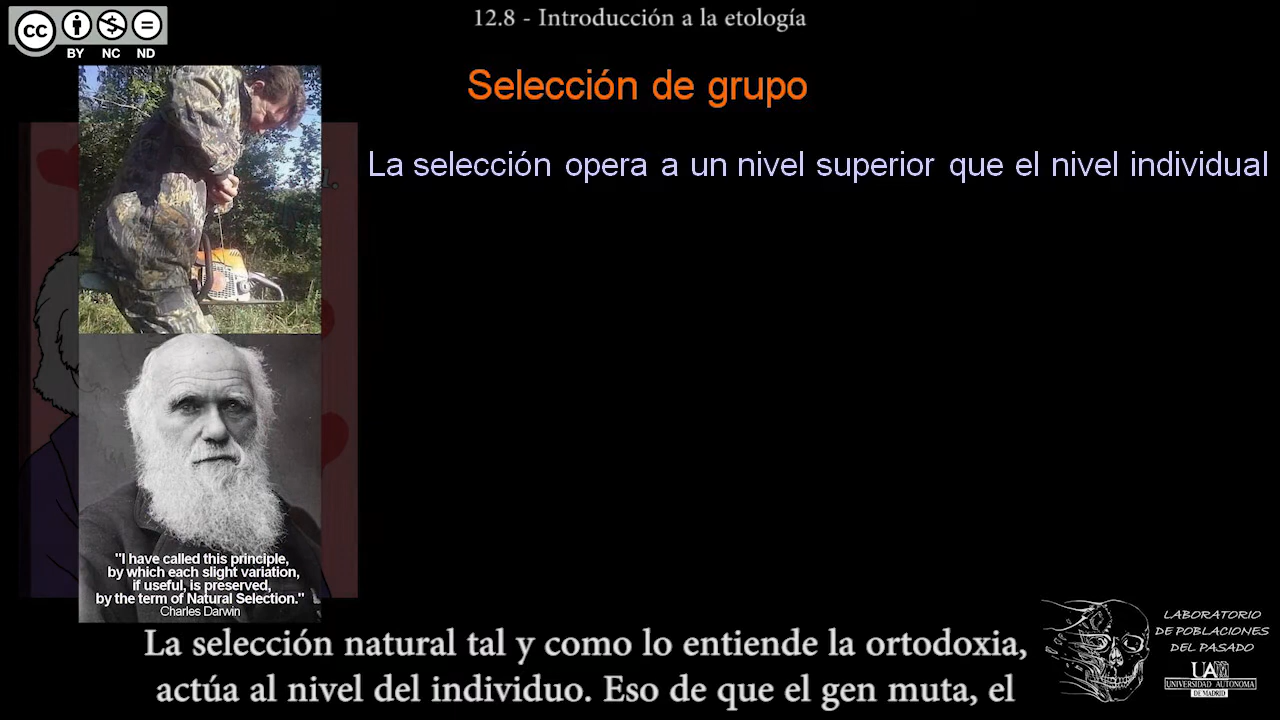 12.8 - Introducción a la etología
CC
BY NC ND
Selección de grupo
La selección opera a un nivel superior que el nivel individual
"I have called this principle,
by which each slight variation,
if useful, is preserved,
by the term of Natural Selection."
Charles Darwin
La selección natural tal y como lo entiende la ortodoxia,
actúa al nivel del individuo. Eso de que el gen muta, el
LABORATORIO
DE POBLACIONES
DEL PASADO
UAM
UNIVERSIDAD AUTONOMA
DE MADRID